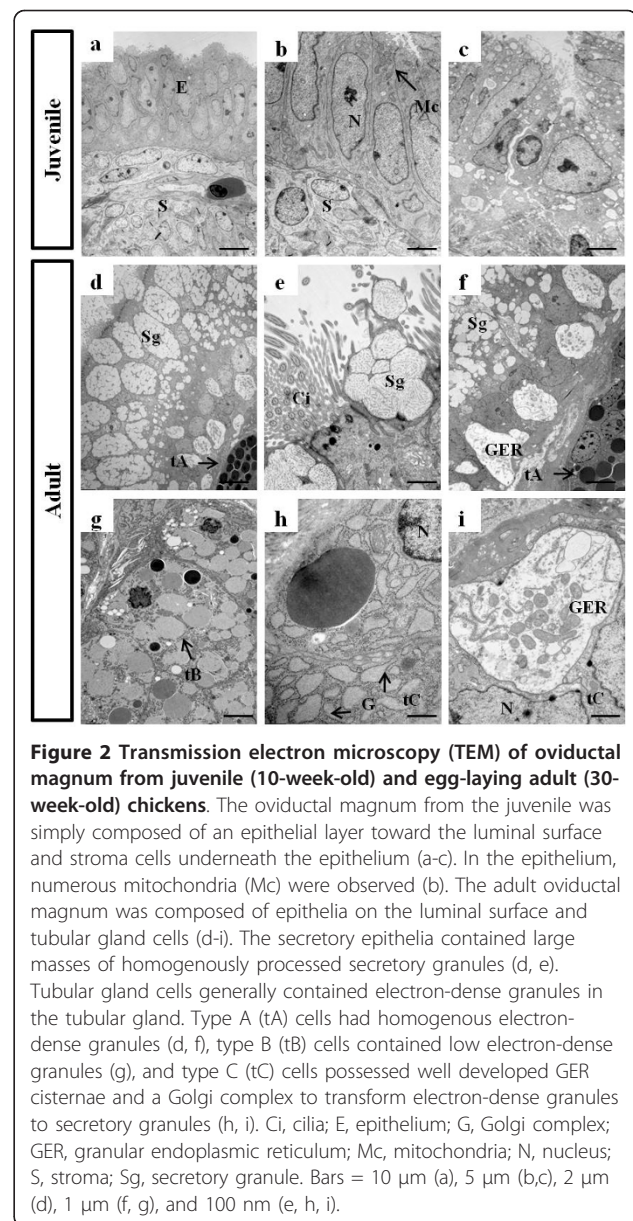 Juvenile
a
E
S
b
Mc
N
S
c
Adult
d
Sg
tA
e
Sg
Ci
f
Sg
GER
tA
g
tB
h
N
G
tC
i
GER
N
tC
Figure 2 Transmission electron microscopy (TEM) of oviductal
magnum from juvenile (10-week-old) and egg-laying adult (30-
week-old) chickens. The oviductal magnum from the juvenile was
simply composed of an epithelial layer toward the luminal surface
and stroma cells underneath the epithelium (a-c). In the epithelium,
numerous mitochondria (Mc) were observed (b). The adult oviductal
magnum was composed of epithelia on the luminal surface and
tubular gland cells (d-i). The secretory epithelia contained large
masses of homogenously processed secretory granules (d, e).
Tubular gland cells generally contained electron-dense granules in
the tubular gland. Type A (tA) cells had homogenous electron-
dense granules (d, f), type B (tB) cells contained low electron-dense
granules (g), and type C (tC) cells possessed well developed GER
cisternae and a Golgi complex to transform electron-dense granules
to secretory granules (h, i). Ci, cilia; E, epithelium; G, Golgi complex;
GER, granular endoplasmic reticulum; Mc, mitochondria; N, nucleus;
S, stroma; Sg, secretory granule. Bars = 10 μm (a), 5 μm (b,c), 2 μm
(d), 1 μm (f, g), and 100 nm (e, h, i).